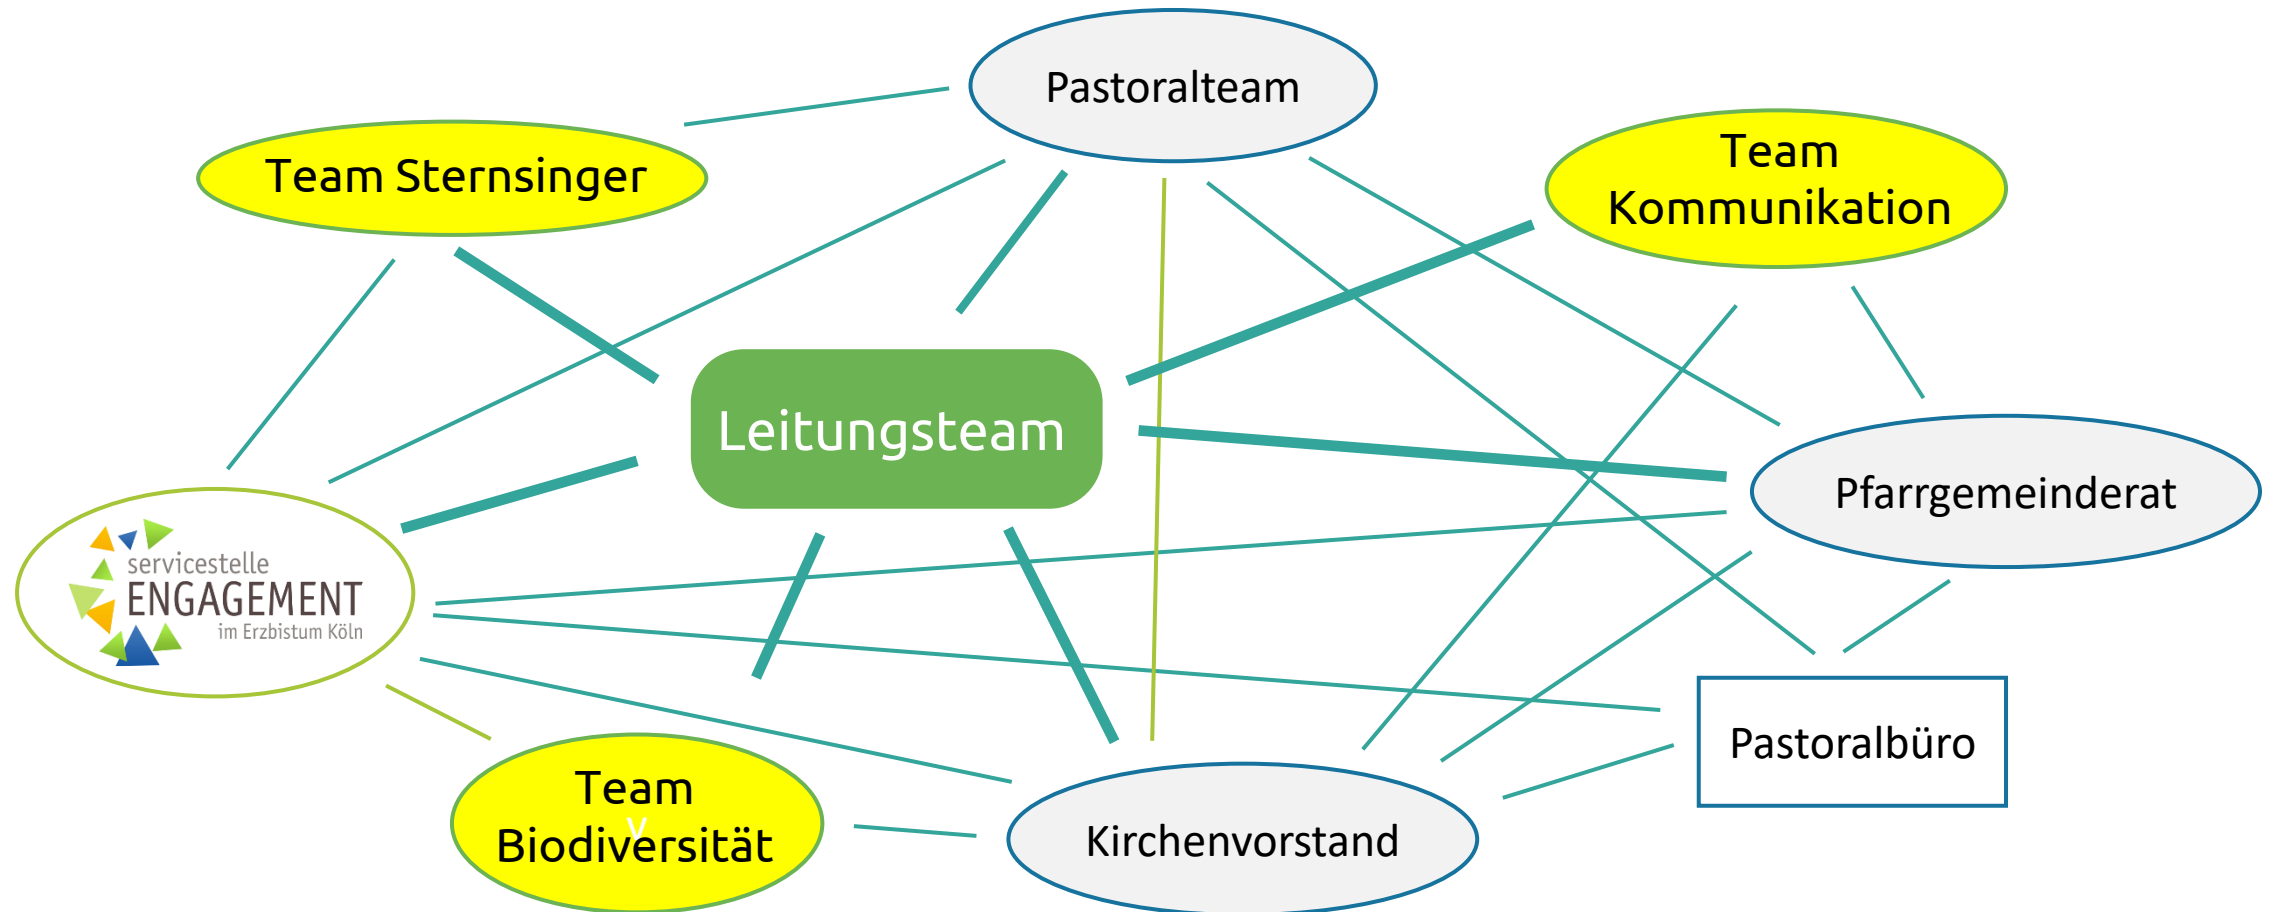 Pastoralteam
Team Sternsinger
Team
Kommunikation
Leitungsteam
Pfarrgemeinderat
servicestelle
ENGAGEMENT
im Erzbistum Köln
Pastoralbüro
Team
v
Biodiversität
Kirchenvorstand